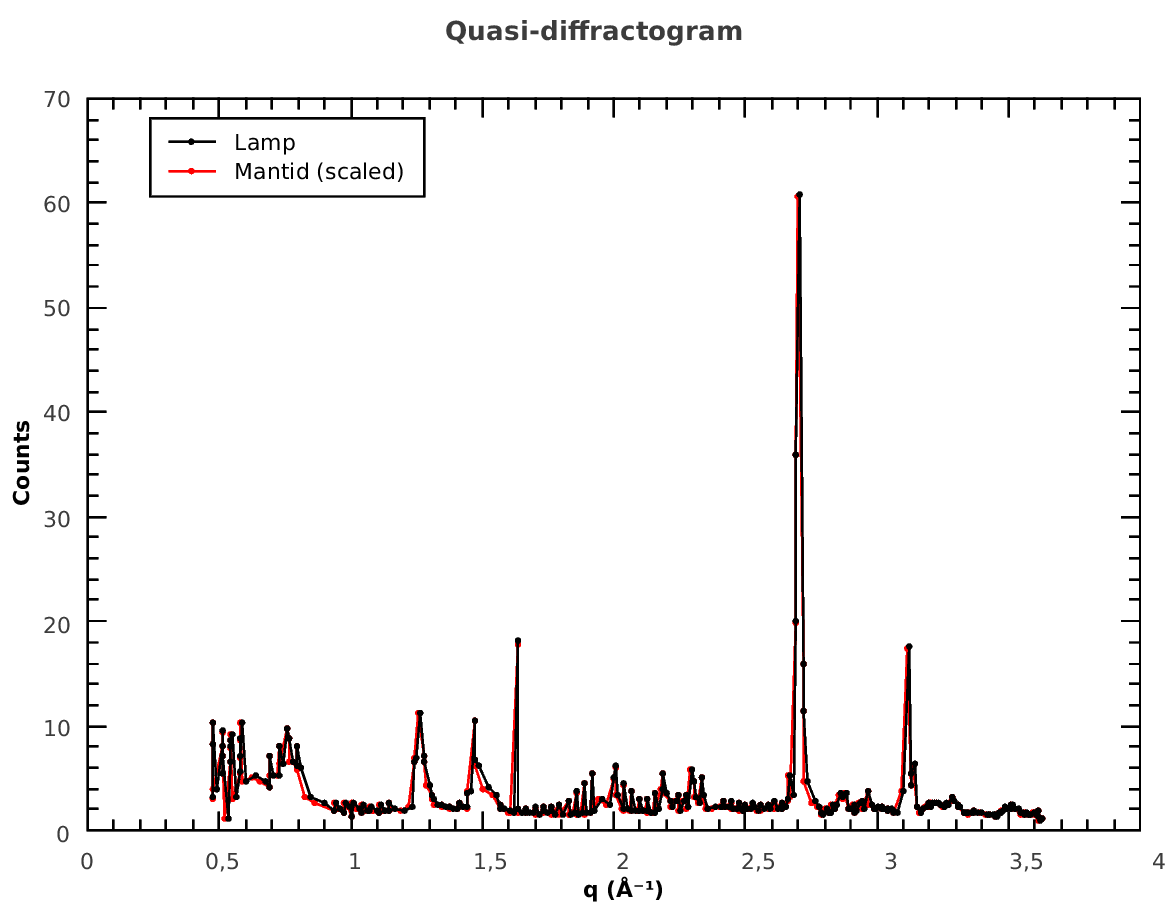 Quasi-diffractogram
Lamp
Mantid (scaled)
70
60
50
40
30
20
10
0
Counts
0 0,5 1 1,5 2 2,5 3 3,5 4
q (Å⁻¹)